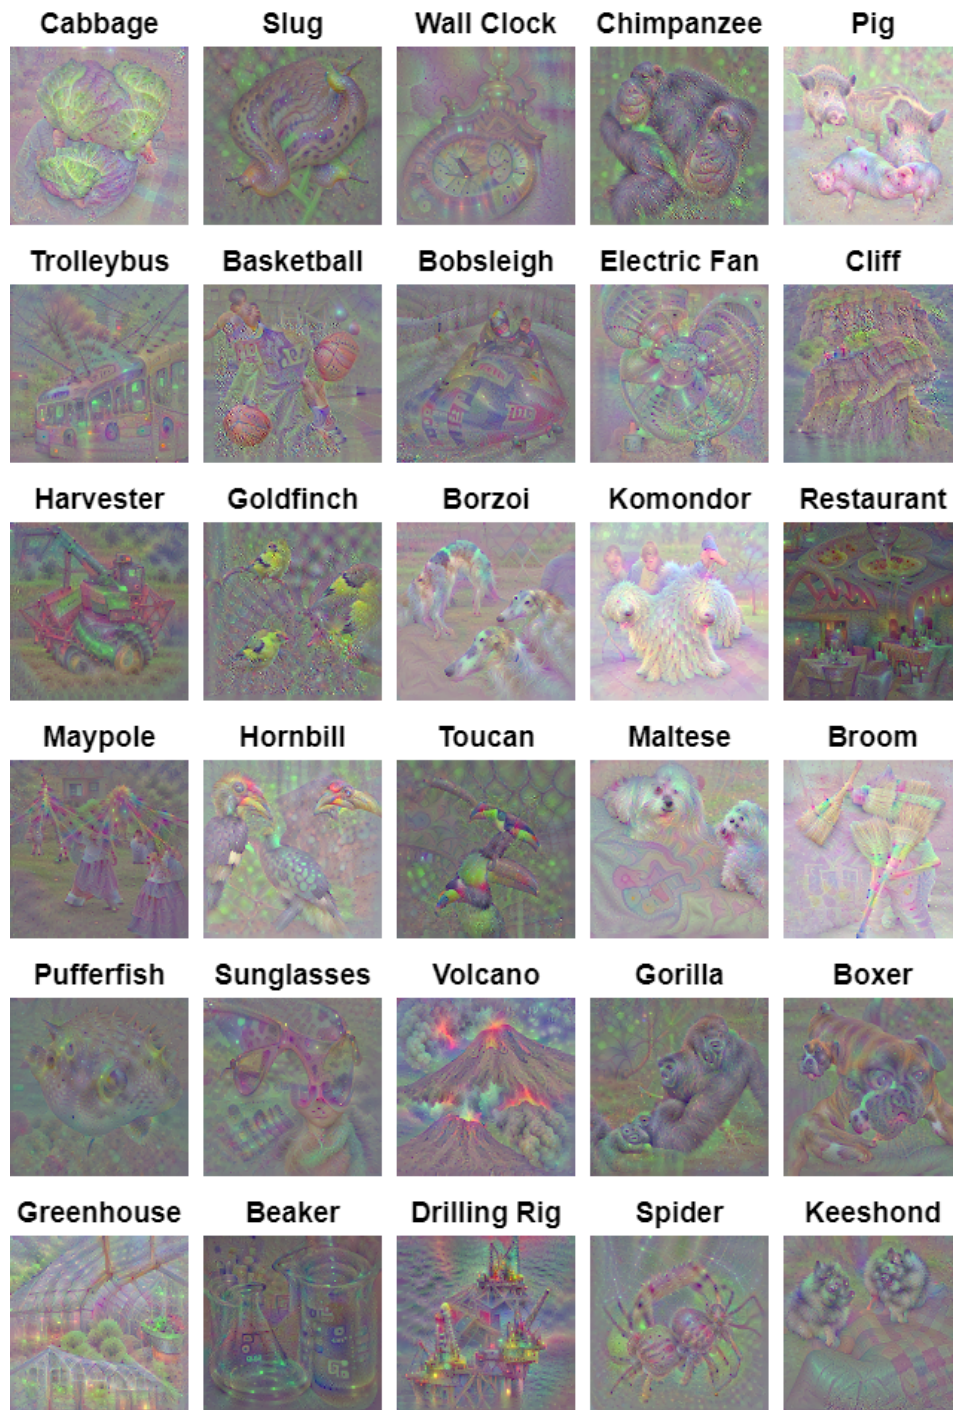 Cabbage Slug Wall Clock Chimpanzee Pig
Trolleybus Basketball Bobsleigh Electric Fan Cliff
Harvester Goldfinch Borzoi Komondor Restaurant
Maypole Hornbill Toucan Maltese Broom
Pufferfish Sunglasses Volcano Gorilla Boxer
Greenhouse Beaker Drilling Rig Spider Keeshond